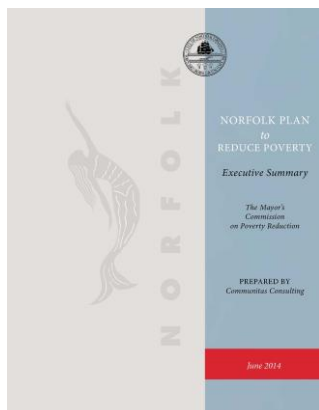 NORFOLK
NORFOLK PLAN
to
REDUCE POVERTY
Executive Summary
The Mayor's
Commission
on Poverty Reduction
PREPARED BY
Communitas Consulting
June 2014